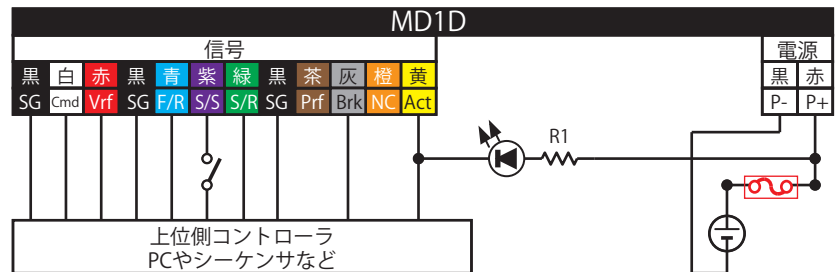 MD1D
信号 電源
黒 白 赤 黒 青 紫 緑 黒 茶 灰 橙 黄 黒 赤
SG Cmd Vrf SG F/R S/S S/R SG Prf Brk NC Act P- P+
R1
上位側コントローラ
PCやシーケンサなど